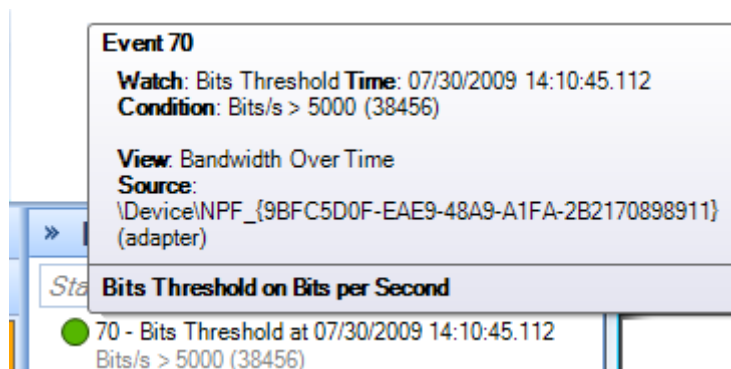 Event 70
Watch: Bits Threshold Time: 07/30/2009 14:10:45.112
Condition: Bits/s > 5000 (38456)
View: Bandwidth Over Time
Source:
\Device\NPF_{9BFC5D0F-EAE9-48A9-A1FA-2B2170898911}
(adapter)
»
Sta
Bits Threshold on Bits per Second
70 - Bits Threshold at 07/30/2009 14:10:45.112
Bits/s > 5000 (38456)